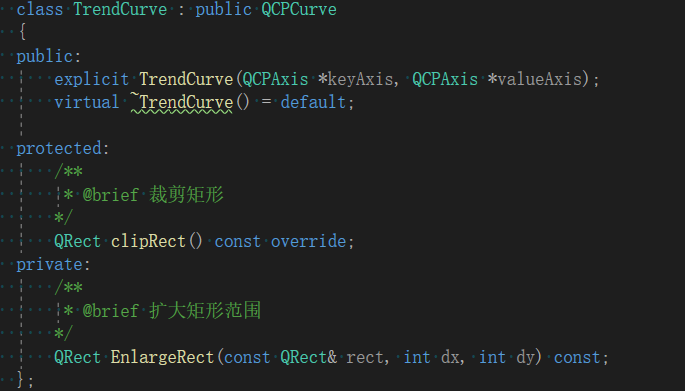 class TrendCurve : public QCPCurve
{
public:
explicit TrendCurve(QCPAxis *keyAxis, QCPAxis *valueAxis);
virtual ~TrendCurve() = default;
protected:
/**
* @brief 裁剪矩形
*/
QRect clipRect() const override;
private:
/**
* @brief 扩大矩形范围
*/
QRect EnlargeRect(const QRect& rect, int dx, int dy) const;
};